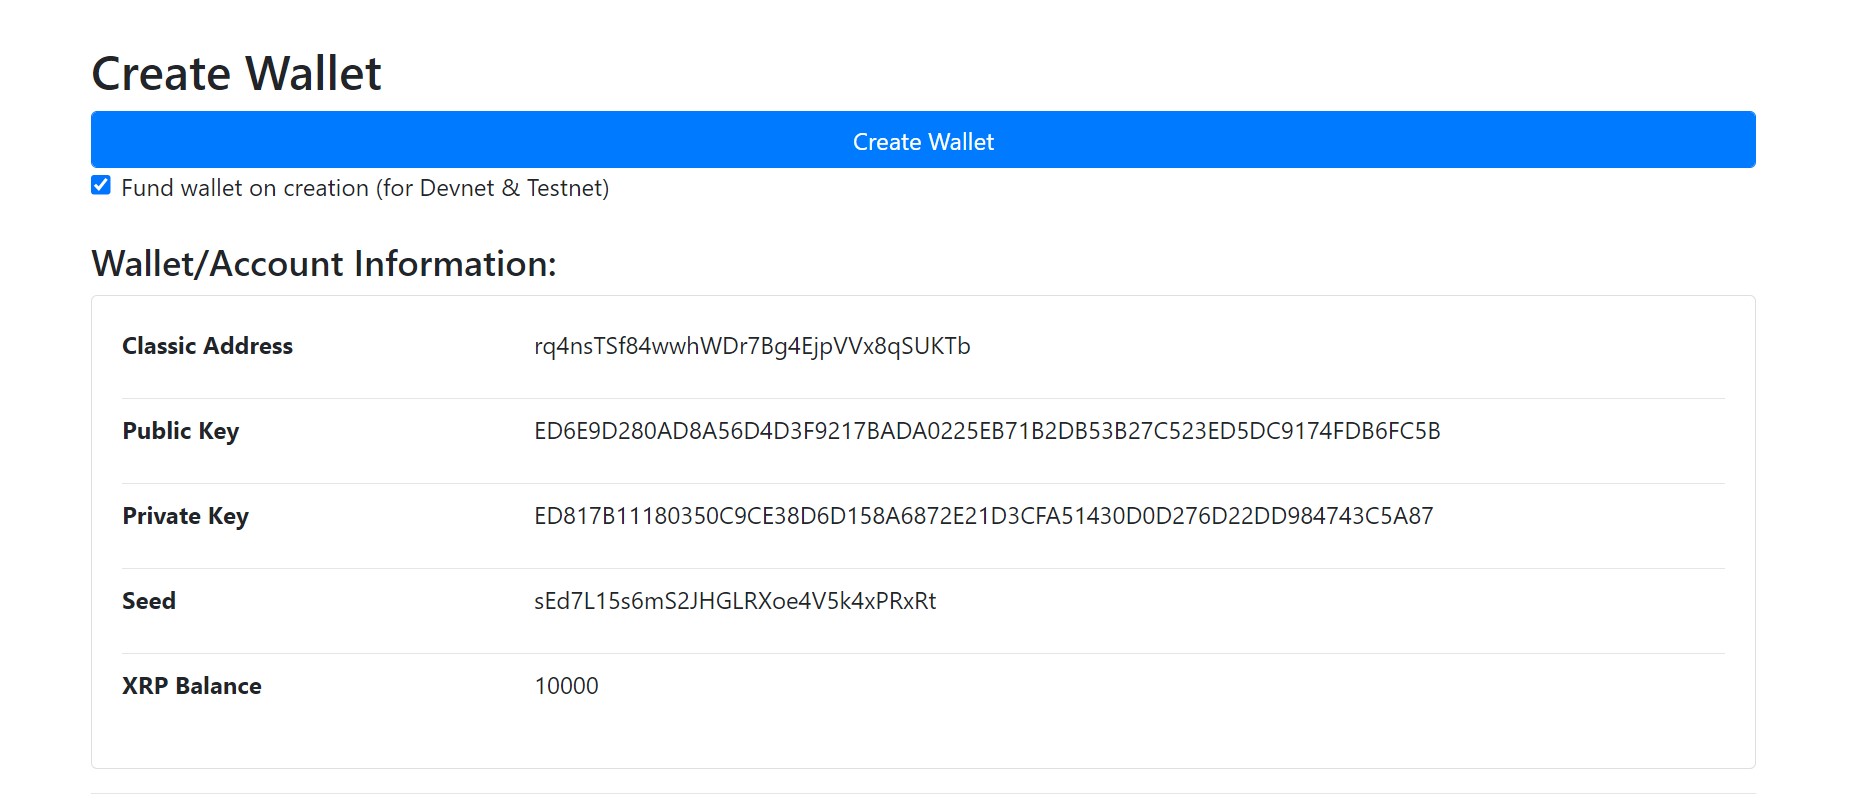 Create Wallet
Create Wallet
Fund wallet on creation (for Devnet & Testnet)
Wallet/Account Information:
Classic Address rq4nsTSf84wwhWDr7Bg4EjpVVx8qSUKTb
Public Key ED6E9D280AD8A56D4D3F9217BADA0225EB71B2DB53B27C523ED5DC9174FDB6FC5B
Private Key ED817B11180350C9CE38D6D158A6872E21D3CFA51430D0D276D22DD984743C5A87
Seed sEd7L15s6mS2JHGLRXoe4V5k4xPRxRt
XRP Balance 10000